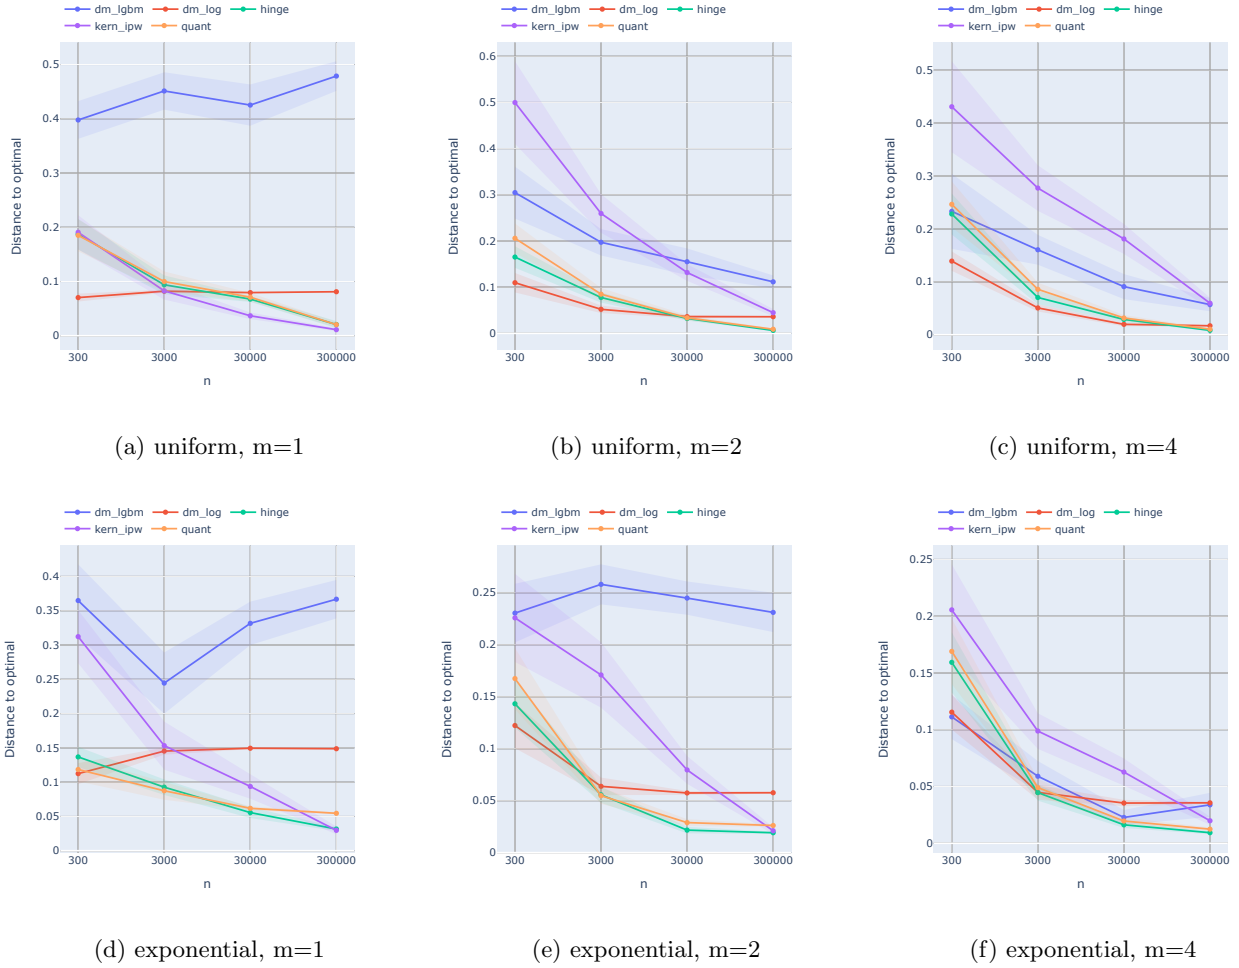 dm_lgbm dm_log hinge
kern_ipw quant
0.5
0.4
0.3
0.2
0.1
0
Distance to optimal
300 3000 30000 300000
n
(a) uniform, m=1
dm_lgbm dm_log hinge
kern_ipw quant
0.6
0.5
0.4
0.3
0.2
0.1
0
Distance to optimal
300 3000 30000 300000
n
(b) uniform, m=2
dm_lgbm dm_log hinge
kern_ipw quant
0.5
0.4
0.3
0.2
0.1
0
Distance to optimal
300 3000 30000 300000
n
(c) uniform, m=4
dm_lgbm dm_log hinge
kern_ipw quant
0.4
0.35
0.3
0.25
0.2
0.15
0.1
0.05
0
Distance to optimal
300 3000 30000 300000
n
(d) exponential, m=1
dm_lgbm dm_log hinge
kern_ipw quant
0.25
0.2
0.15
0.1
0.05
0
Distance to optimal
300 3000 30000 300000
n
(e) exponential, m=2
dm_lgbm dm_log hinge
kern_ipw quant
0.25
0.2
0.15
0.1
0.05
0
Distance to optimal
300 3000 30000 300000
n
(f) exponential, m=4